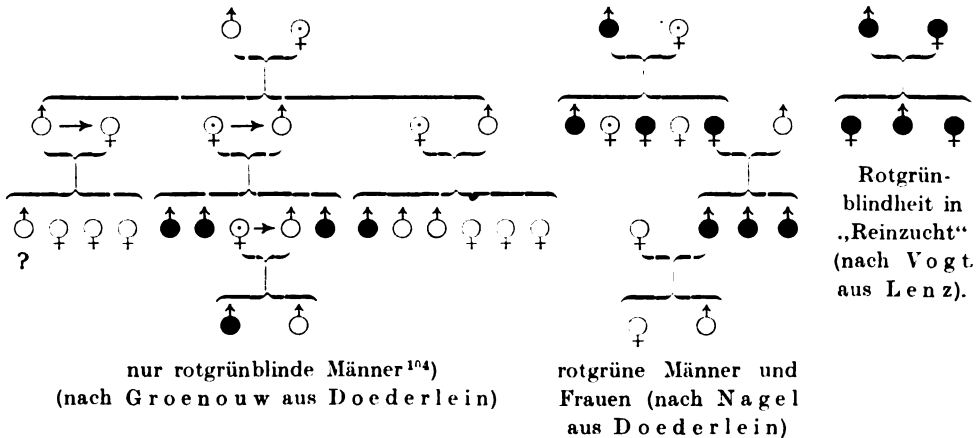 ?
nur rotgrünblinde Männer¹⁰⁴)
(nach Groenouw aus Doederlein)
rotgrüne Männer und
Frauen (nach Nagel
aus Doederlein)
Rotgrün-
blindheit in
„Reinzucht“
(nach Vogt
aus Lenz).